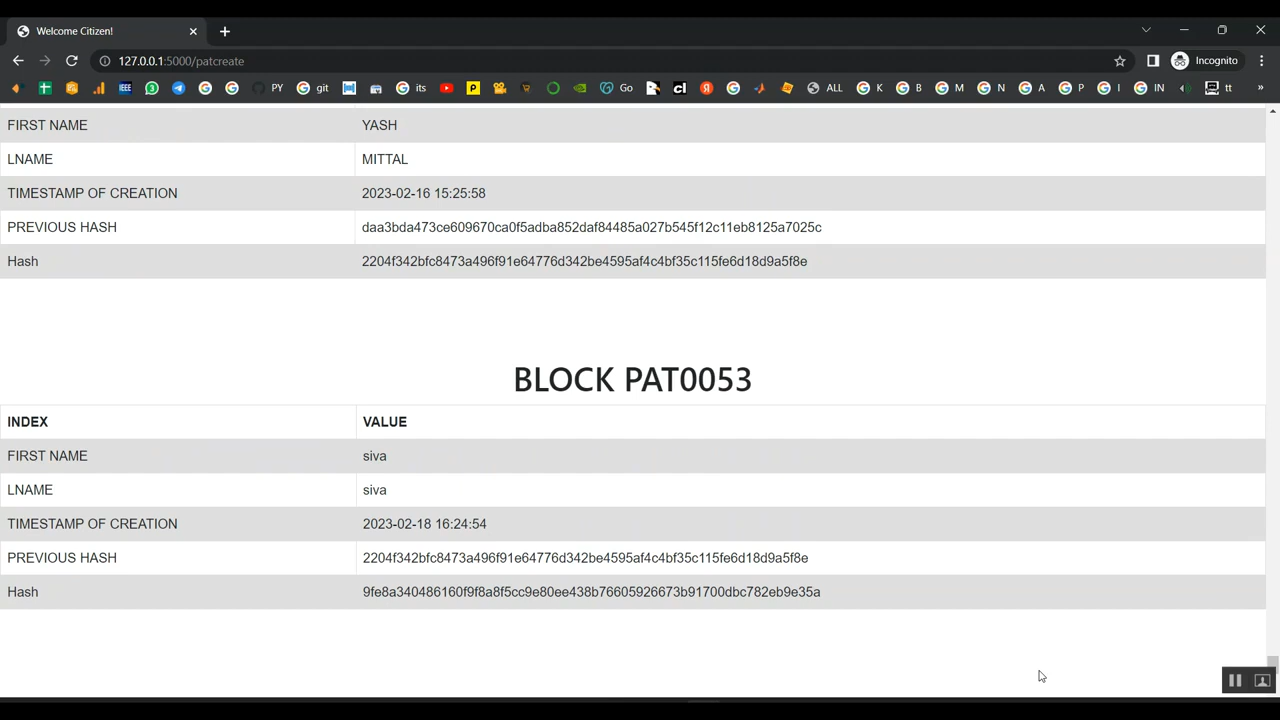 Welcome Citizen!
127.0.0.1:5000/patcreate
Incognito
IEEE PY git its Go cl ALL K B M N A P I IN tt »
FIRST NAME YASH
LNAME MITTAL
TIMESTAMP OF CREATION 2023-02-16 15:25:58
PREVIOUS HASH daa3bda473ce609670ca0f5adba852daf84485a027b545f12c11eb8125a7025c
Hash 2204f342bfc8473a496f91e64776d342be4595af4c4bf35c115fe6d18d9a5f8e
BLOCK PAT0053
INDEX VALUE
FIRST NAME siva
LNAME siva
TIMESTAMP OF CREATION 2023-02-18 16:24:54
PREVIOUS HASH 2204f342bfc8473a496f91e64776d342be4595af4c4bf35c115fe6d18d9a5f8e
Hash 9fe8a340486160f9f8a8f5cc9e80ee438b76605926673b91700dbc782eb9e35a